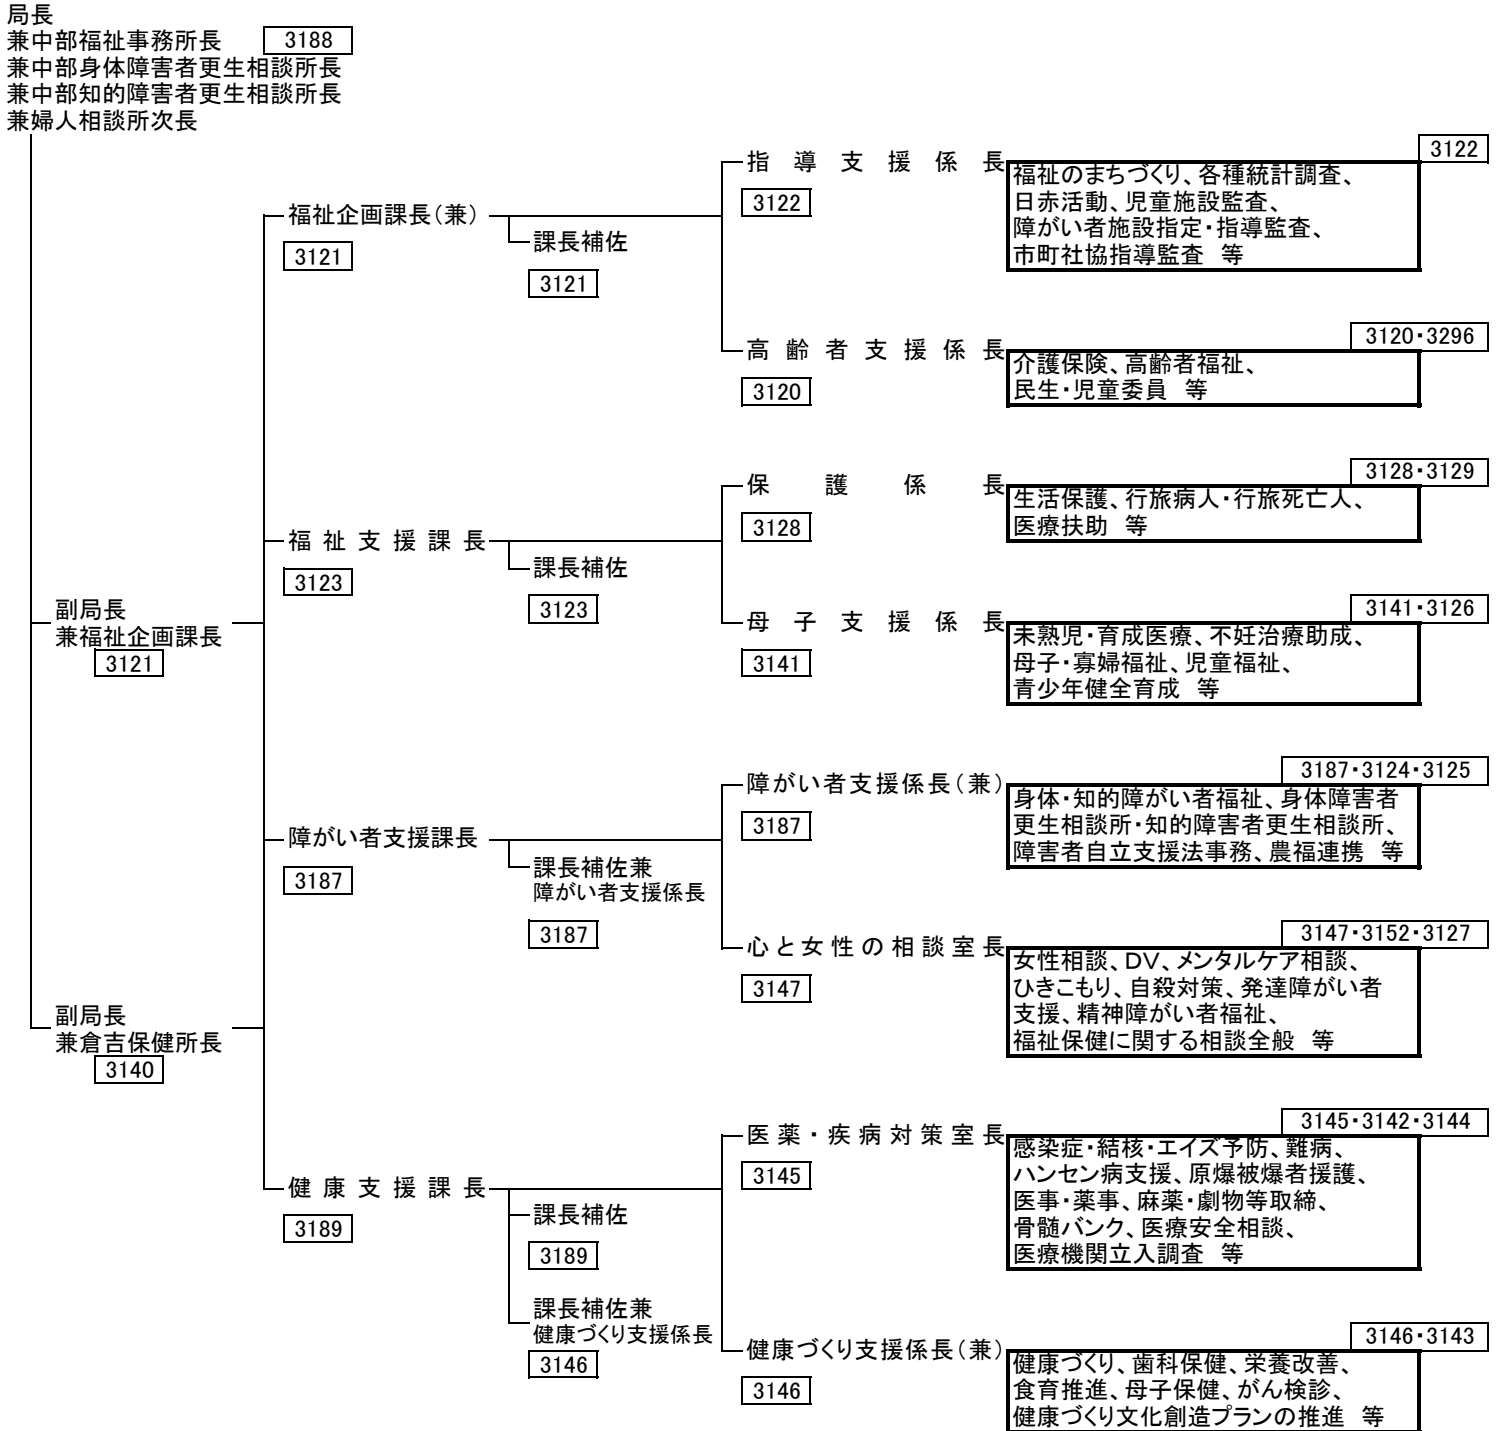 局長
兼中部福祉事務所長
3188
兼中部身体障害者更生相談所長
兼中部知的障害者更生相談所長
兼婦人相談所次長
副局長
兼福祉企画課長
3121
副局長
兼倉吉保健所長
3140
福祉企画課長(兼)
3121
課長補佐
3121
指導支援係長
3122
3122
福祉のまちづくり、各種統計調査、
日赤活動、児童施設監査、
障がい者施設指定・指導監査、
市町社協指導監査 等
高齢者支援係長
3120
3120・3296
介護保険、高齢者福祉、
民生・児童委員 等
福祉支援課長
3123
課長補佐
3123
保護係長
3128
3128・3129
生活保護、行旅病人・行旅死亡人、
医療扶助 等
母子支援係長
3141
3141・3126
未熟児・育成医療、不妊治療助成、
母子・寡婦福祉、児童福祉、
青少年健全育成 等
障がい者支援課長
3187
課長補佐兼
障がい者支援係長
3187
障がい者支援係長(兼)
3187
3187・3124・3125
身体・知的障がい者福祉、身体障害者
更生相談所・知的障害者更生相談所、
障害者自立支援法事務、農福連携 等
心と女性の相談室長
3147
3147・3152・3127
女性相談、DV、メンタルケア相談、
ひきこもり、自殺対策、発達障がい者
支援、精神障がい者福祉、
福祉保健に関する相談全般 等
健康支援課長
3189
課長補佐
3189
課長補佐兼
健康づくり支援係長
3146
医薬・疾病対策室長
3145
3145・3142・3144
感染症・結核・エイズ予防、難病、
ハンセン病支援、原爆被爆者援護、
医事・薬事、麻薬・劇物等取締、
骨髄バンク、医療安全相談、
医療機関立入調査 等
健康づくり支援係長(兼)
3146
3146・3143
健康づくり、歯科保健、栄養改善、
食育推進、母子保健、がん検診、
健康づくり文化創造プランの推進 等